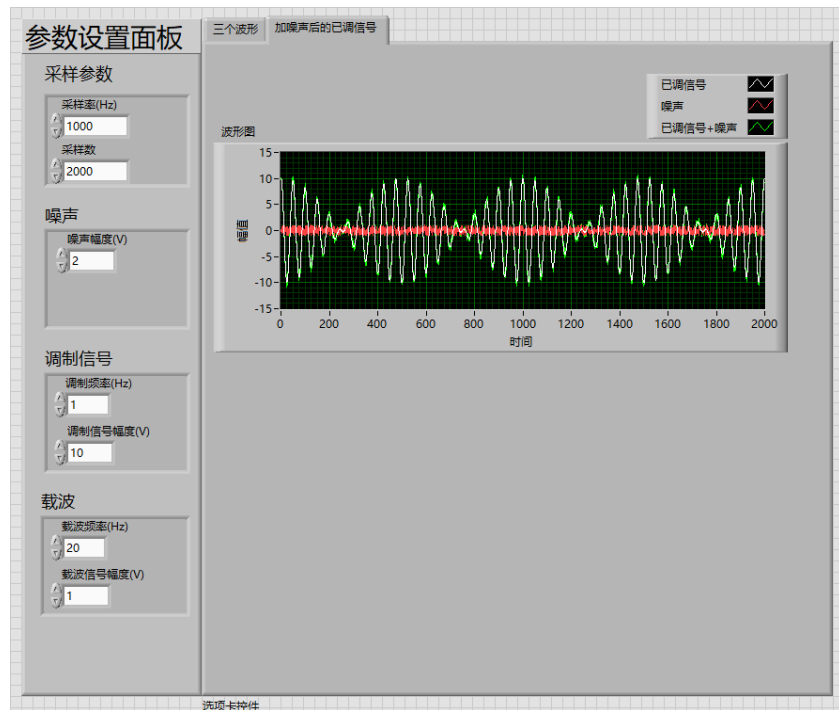 参数设置面板
采样参数
采样率(Hz)
1000
采样数
2000
噪声
噪声幅度(V)
2
调制信号
调制频率(Hz)
1
调制信号幅度(V)
10
载波
载波频率(Hz)
20
载波信号幅度(V)
1
三个波形
加噪声后的已调信号
已调信号
噪声
已调信号+噪声
波形图
幅值
15
10
5
0
-5
-10
-15
0 200 400 600 800 1000 1200 1400 1600 1800 2000
时间
选项卡控件